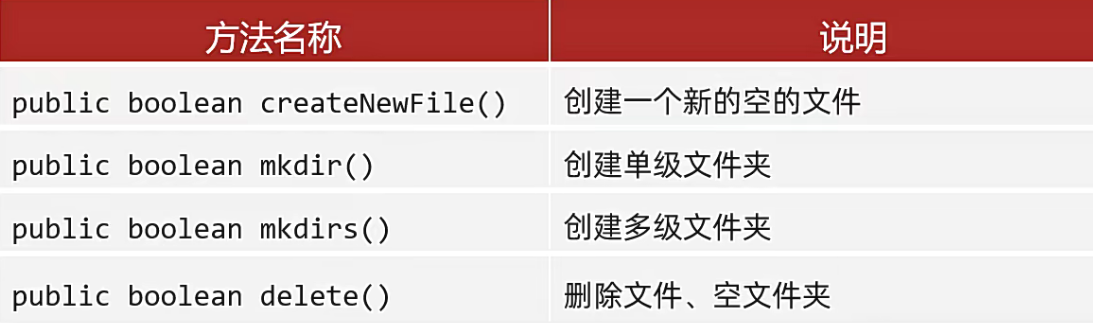 方法名称 说明
public boolean createNewFile() 创建一个新的空的文件
public boolean mkdir() 创建单级文件夹
public boolean mkdirs() 创建多级文件夹
public boolean delete() 删除文件、空文件夹